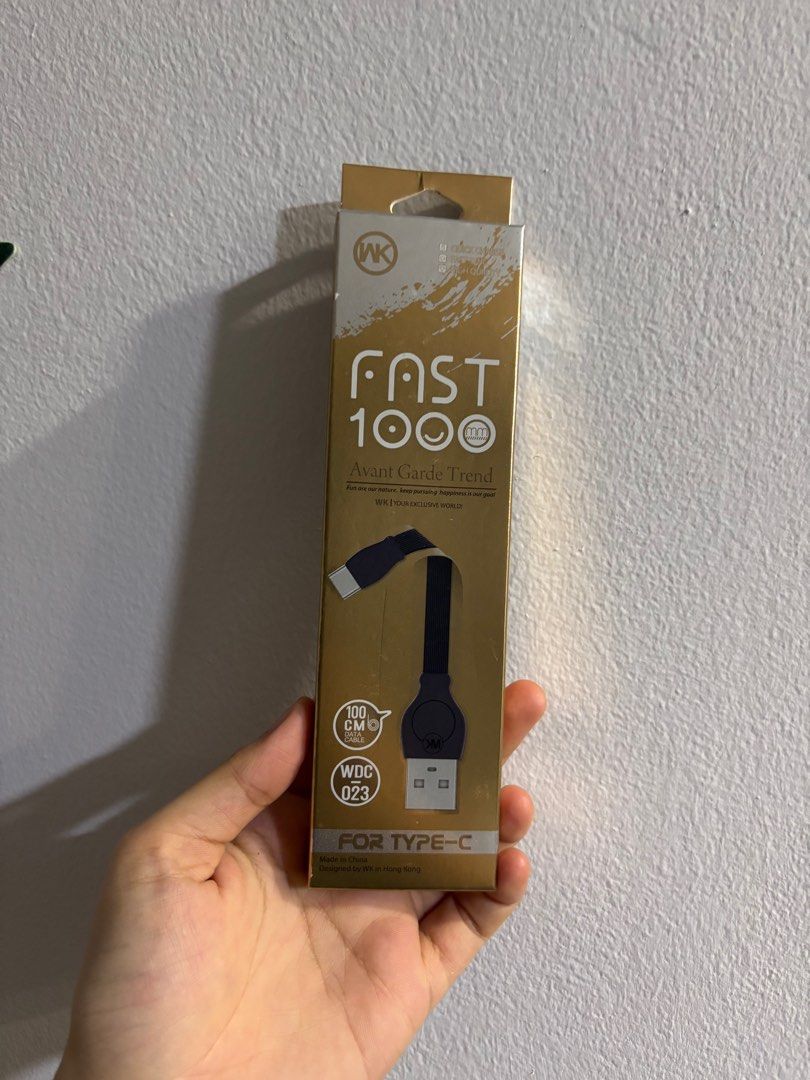 WK
FAST
1000
Avant Garde Trend
Fun are our nature. keep pursuing happiness is our goal
WK | YOUR EXCLUSIVE WORLD!
100
CM
DATA
CABLE
WDC
023
WK
FOR TYPE-C
Made in China
Designed by WK in Hong Kong